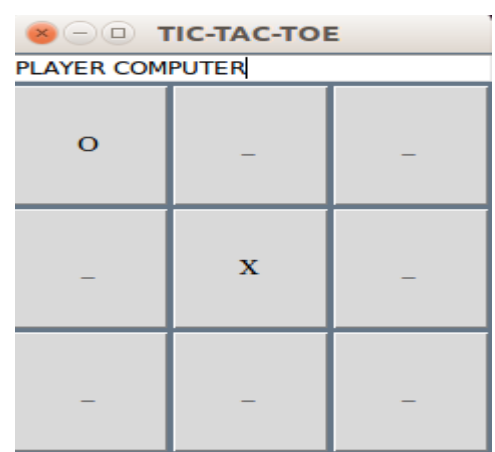 TIC-TAC-TOE
PLAYER COMPUTER
O _ _
_ X _
_ _ _